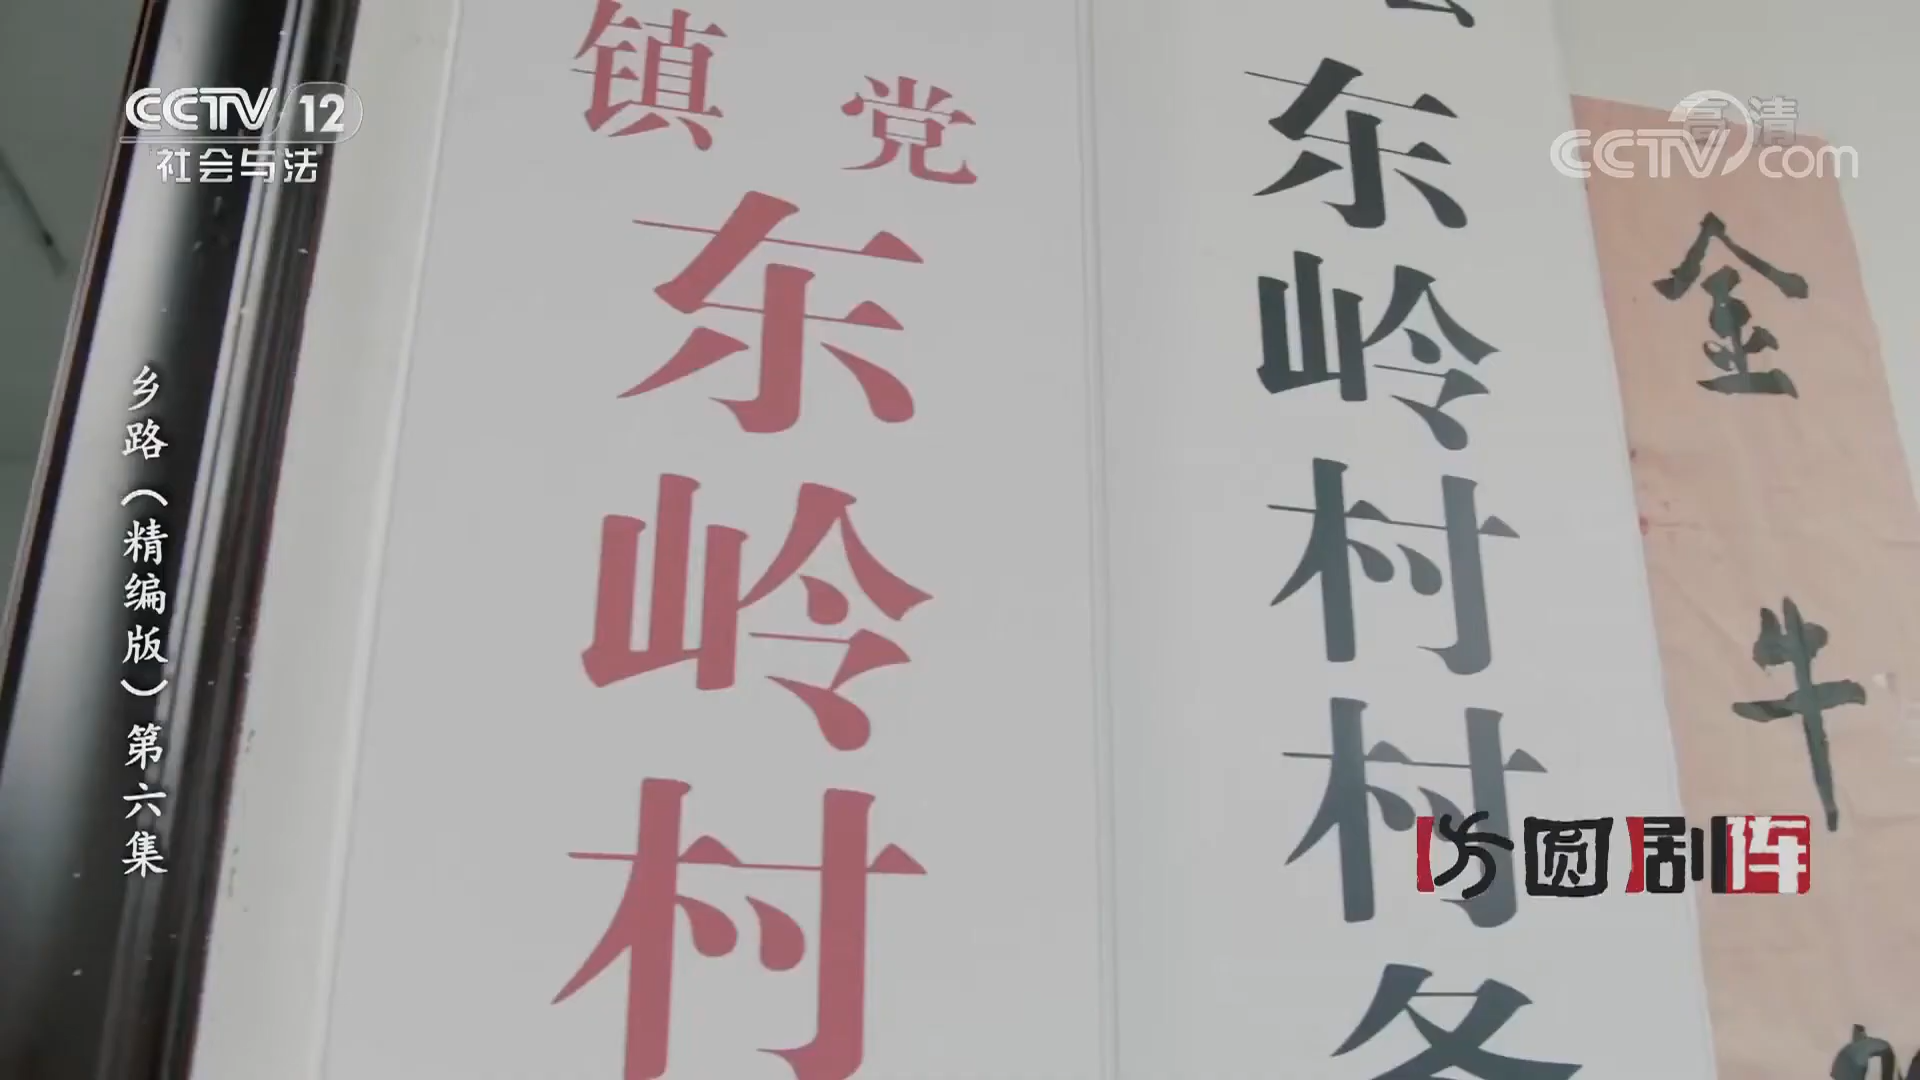 CCTV 12
社会与法
高清
CCTV com
乡路（精编版）第六集
镇
党
东岭村
东岭村村务
金牛
【方圆】剧阵